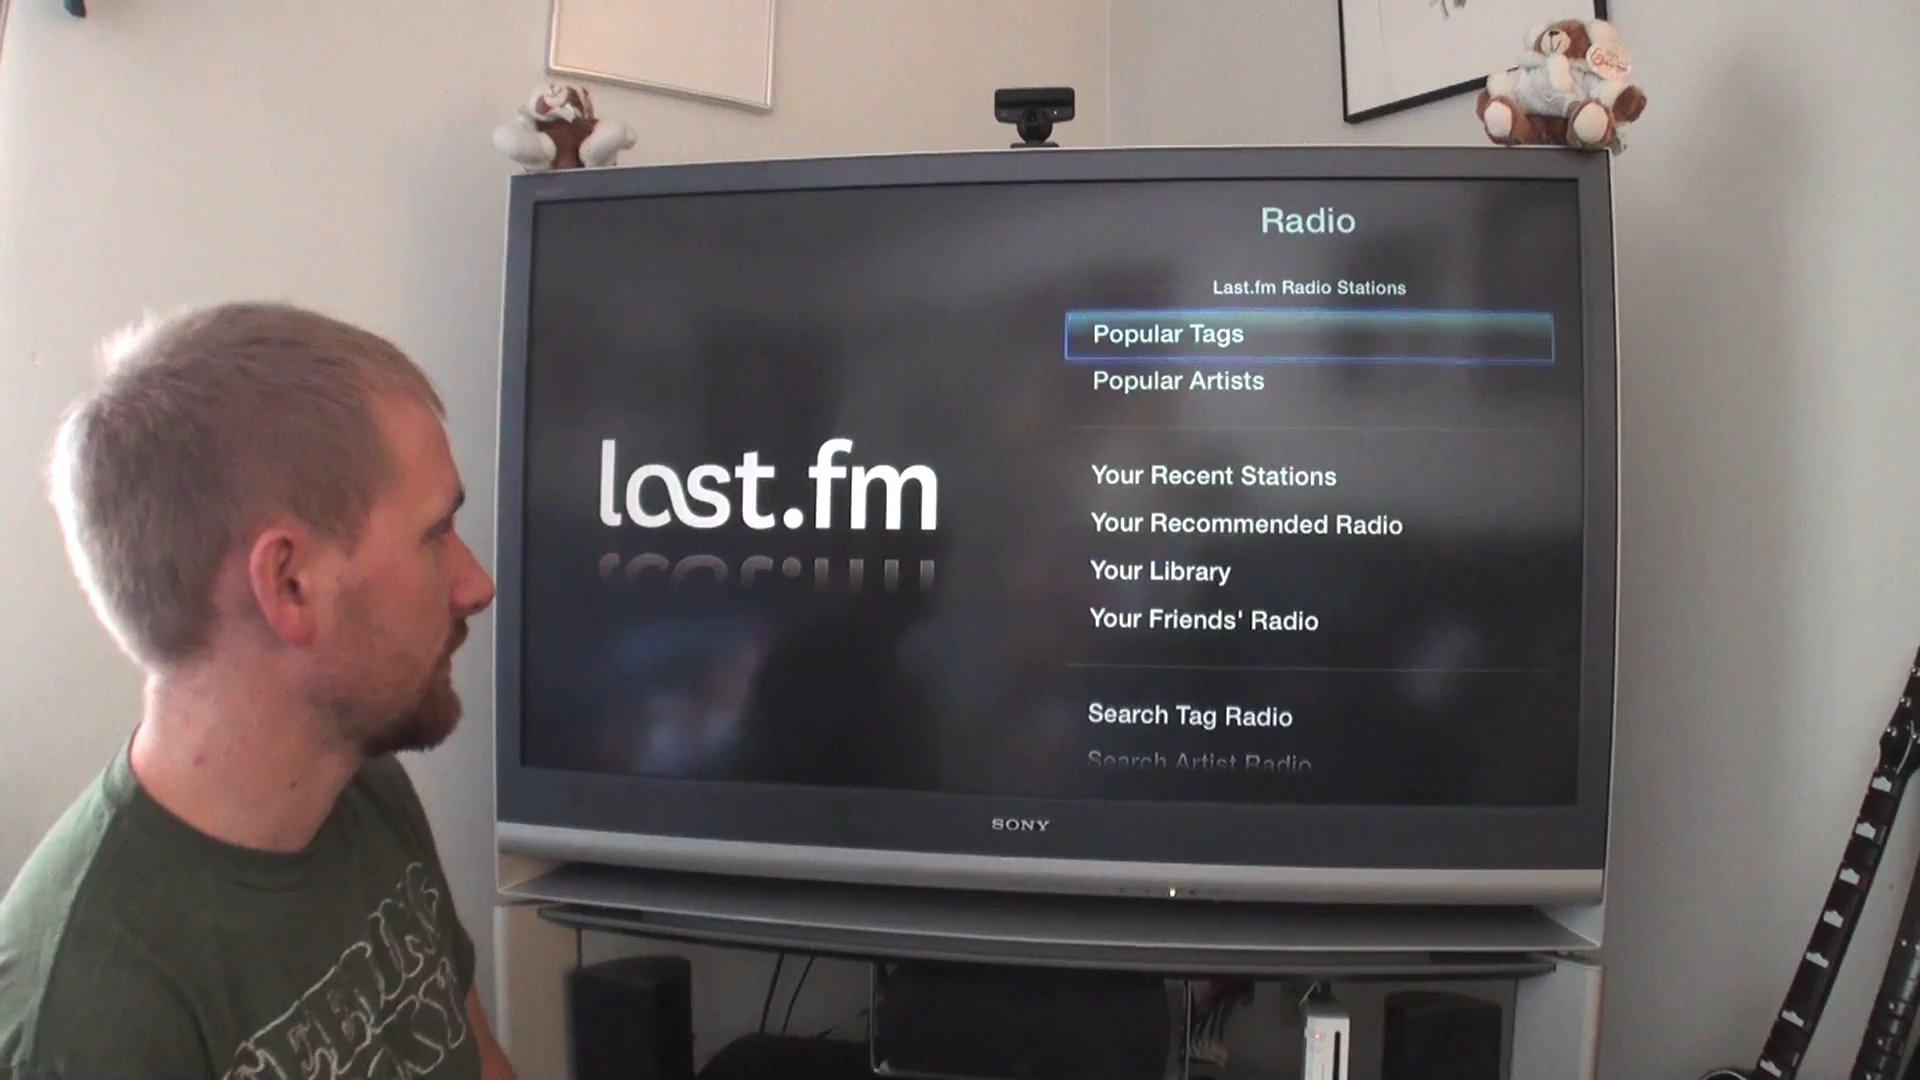 Radio
Last.fm Radio Stations
Popular Tags
Popular Artists
last.fm
Your Recent Stations
Your Recommended Radio
Your Library
Your Friends' Radio
Search Tag Radio
Search Artist Radio
SONY